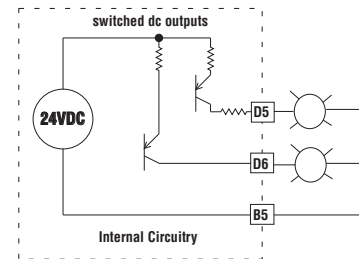 switched dc outputs
24VDC
D5
D6
B5
Internal Circuitry